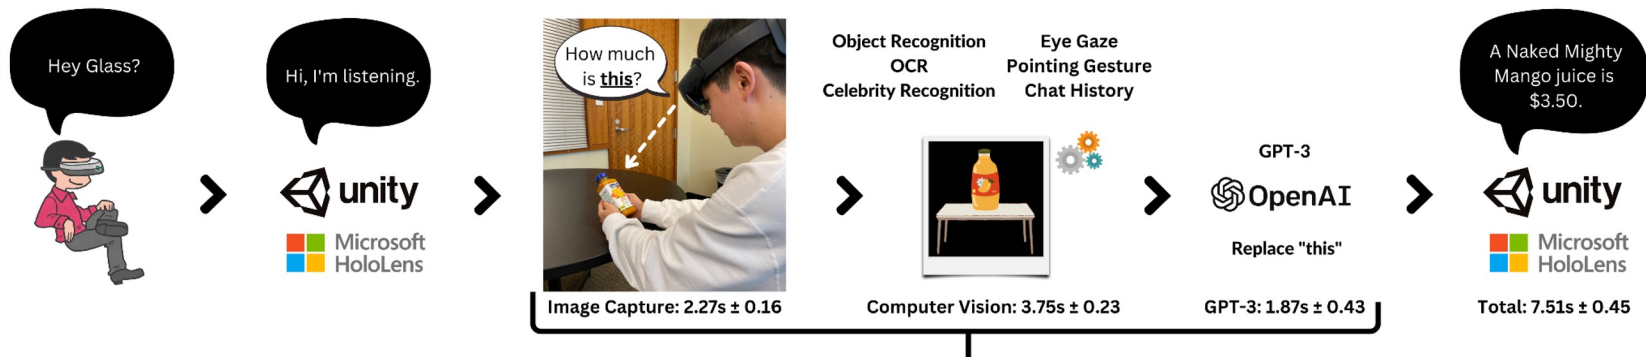 Hey Glass?
Hi, I'm listening.
unity
Microsoft
HoloLens
How much
is this?
Image Capture: 2.27s ± 0.16
Object Recognition
OCR
Celebrity Recognition
Eye Gaze
Pointing Gesture
Chat History
Computer Vision: 3.75s ± 0.23
GPT-3
OpenAI
Replace "this"
GPT-3: 1.87s ± 0.43
A Naked Mighty
Mango juice is
$3.50.
unity
Microsoft
HoloLens
Total: 7.51s ± 0.45